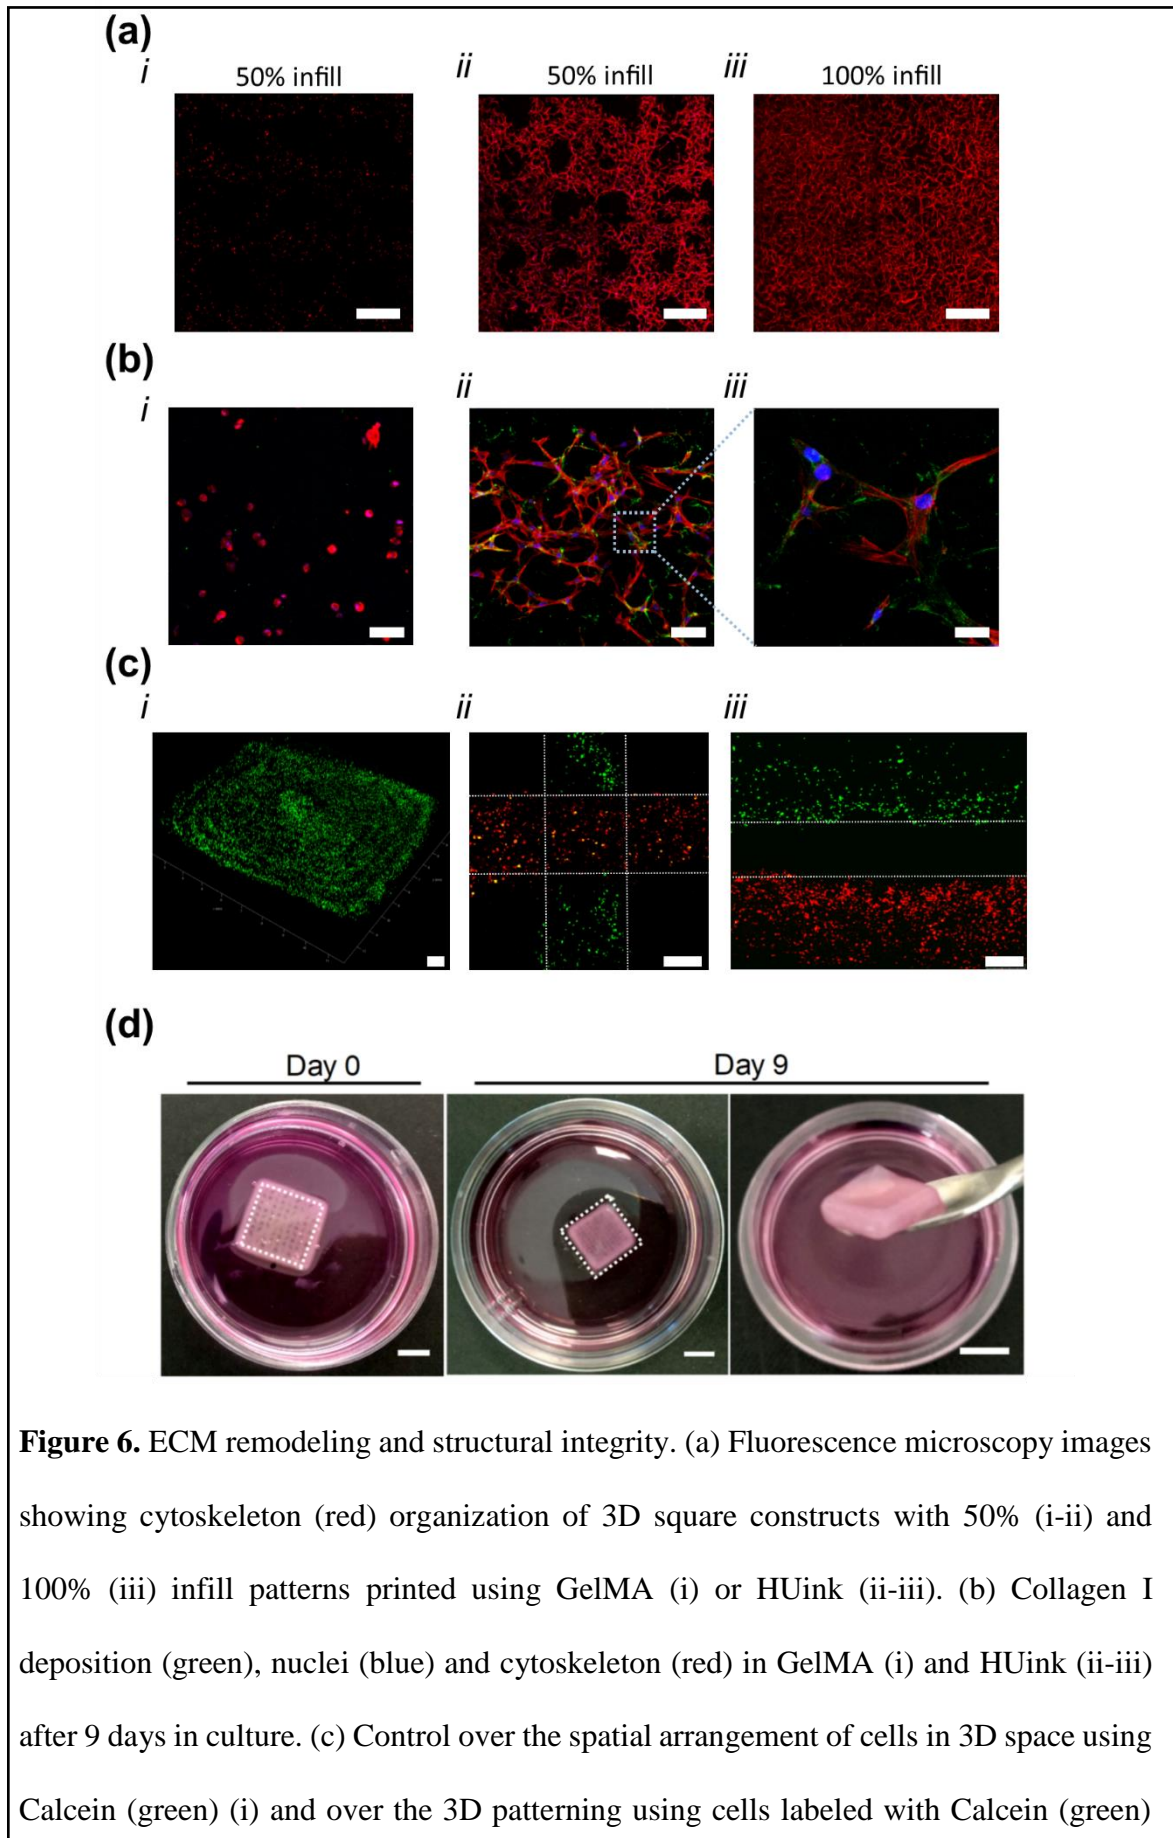 (a)
i
50% infill
ii
50% infill
iii
100% infill
(b)
i
ii
iii
(c)
i
ii
iii
(d)
Day 0
Day 9
Figure 6. ECM remodeling and structural integrity. (a) Fluorescence microscopy images
showing cytoskeleton (red) organization of 3D square constructs with 50% (i-ii) and
100% (iii) infill patterns printed using GelMA (i) or HUink (ii-iii). (b) Collagen I
deposition (green), nuclei (blue) and cytoskeleton (red) in GelMA (i) and HUink (ii-iii)
after 9 days in culture. (c) Control over the spatial arrangement of cells in 3D space using
Calcein (green) (i) and over the 3D patterning using cells labeled with Calcein (green)